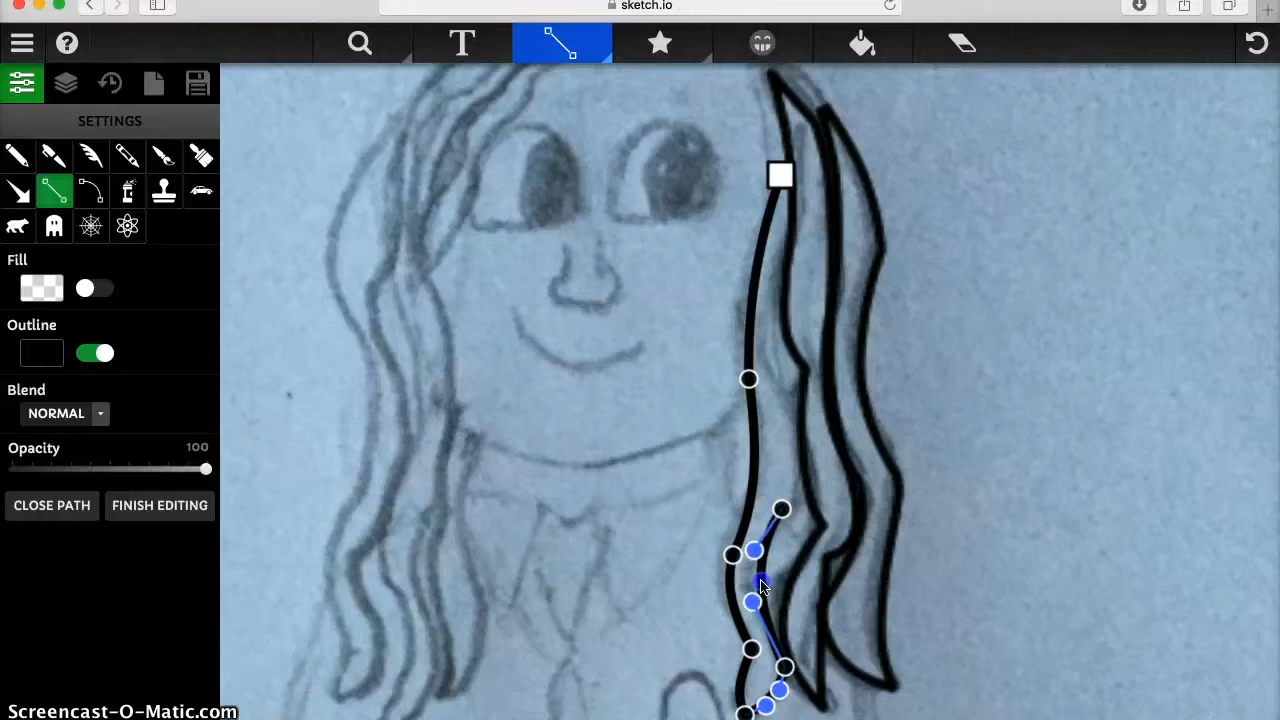 sketch.io
T
SETTINGS
Fill
Outline
Blend
NORMAL
Opacity 100
CLOSE PATH FINISH EDITING
Screencast-O-Matic.com